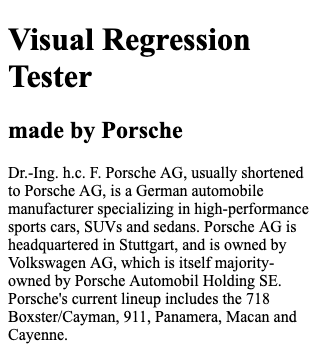 Visual Regression
Tester
made by Porsche
Dr.-Ing. h.c. F. Porsche AG, usually shortened
to Porsche AG, is a German automobile
manufacturer specializing in high-performance
sports cars, SUVs and sedans. Porsche AG is
headquartered in Stuttgart, and is owned by
Volkswagen AG, which is itself majority-
owned by Porsche Automobil Holding SE.
Porsche's current lineup includes the 718
Boxster/Cayman, 911, Panamera, Macan and
Cayenne.